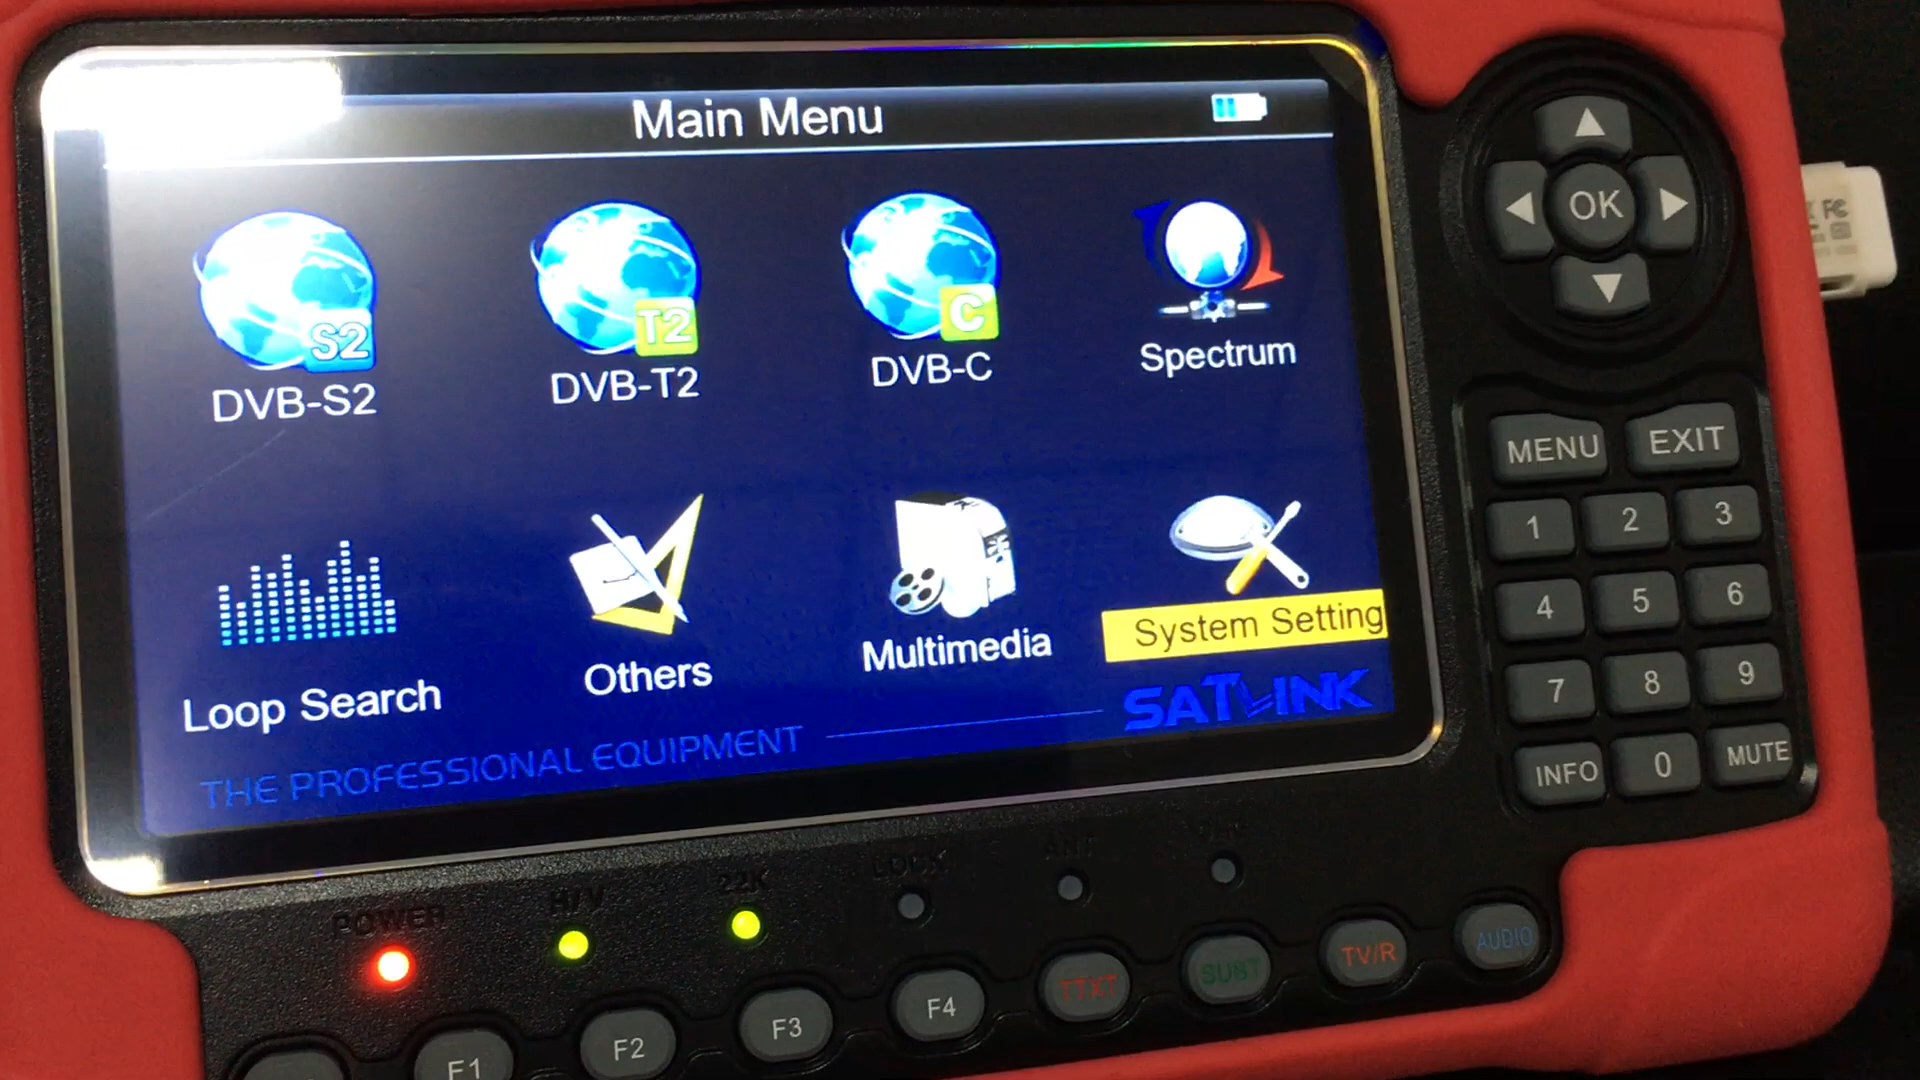 Main Menu
S2
T2
C
DVB-S2
DVB-T2
DVB-C
Spectrum
Loop Search
Others
Multimedia
System Setting
THE PROFESSIONAL EQUIPMENT
SATLINK
OK
MENU
EXIT
1
2
3
4
5
6
7
8
9
INFO
0
MUTE
POWER
H/V
22K
LOCK
F1
F2
F3
F4
TTXT
TV/R
AUDIO
FC